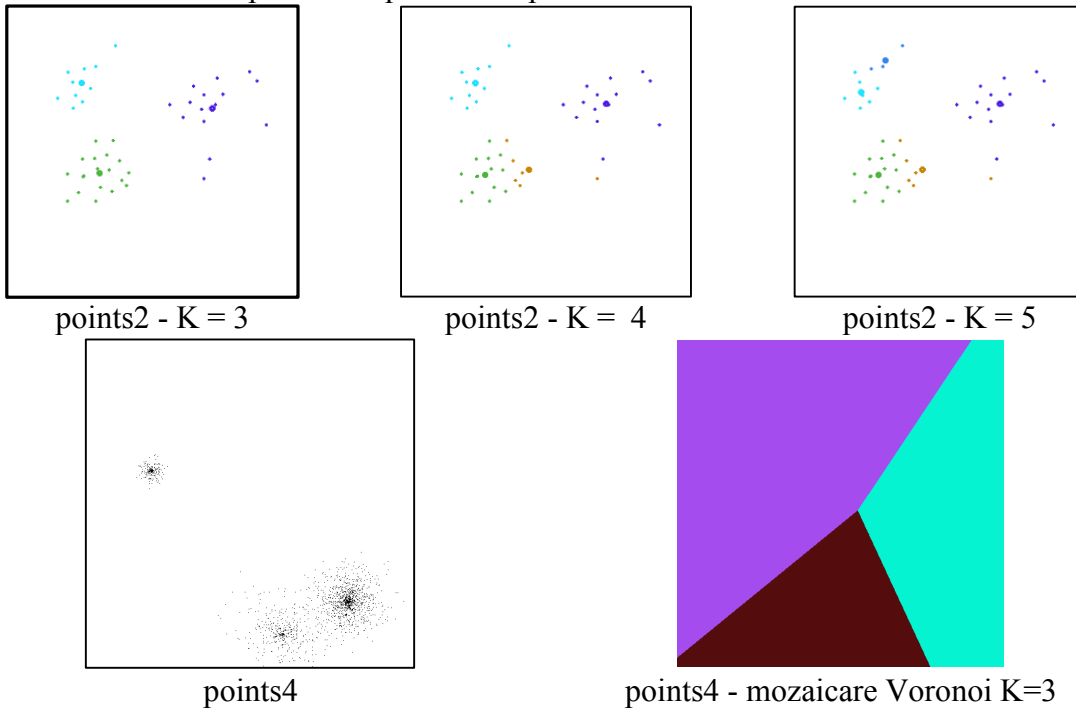 points2 - K = 3
points2 - K = 4
points2 - K = 5
points4
points4 - mozaicare Voronoi K=3